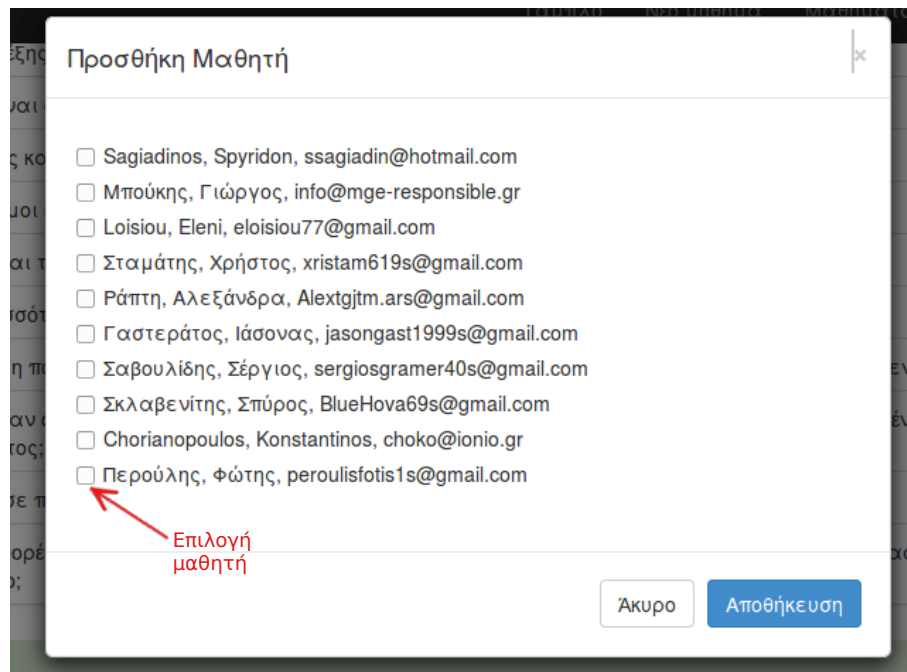 Προσθήκη Μαθητή
×
Sagiadinos, Spyridon, ssagiadin@hotmail.com
Μπούκης, Γιώργος, info@mge-responsible.gr
Loisiou, Eleni, eloisiou77@gmail.com
Σταμάτης, Χρήστος, xristam619s@gmail.com
Ράπτη, Αλεξάνδρα, Alextgjtm.ars@gmail.com
Γαστεράτος, Ιάσονας, jasongast1999s@gmail.com
Σαβουλίδης, Σέργιος, sergiosgramer40s@gmail.com
Σκλαβενίτης, Σπύρος, BlueHova69s@gmail.com
Chorianopoulos, Konstantinos, choko@ionio.gr
Περούλης, Φώτης, peroulisfotis1s@gmail.com
Επιλογή
μαθητή
Άκυρο Αποθήκευση